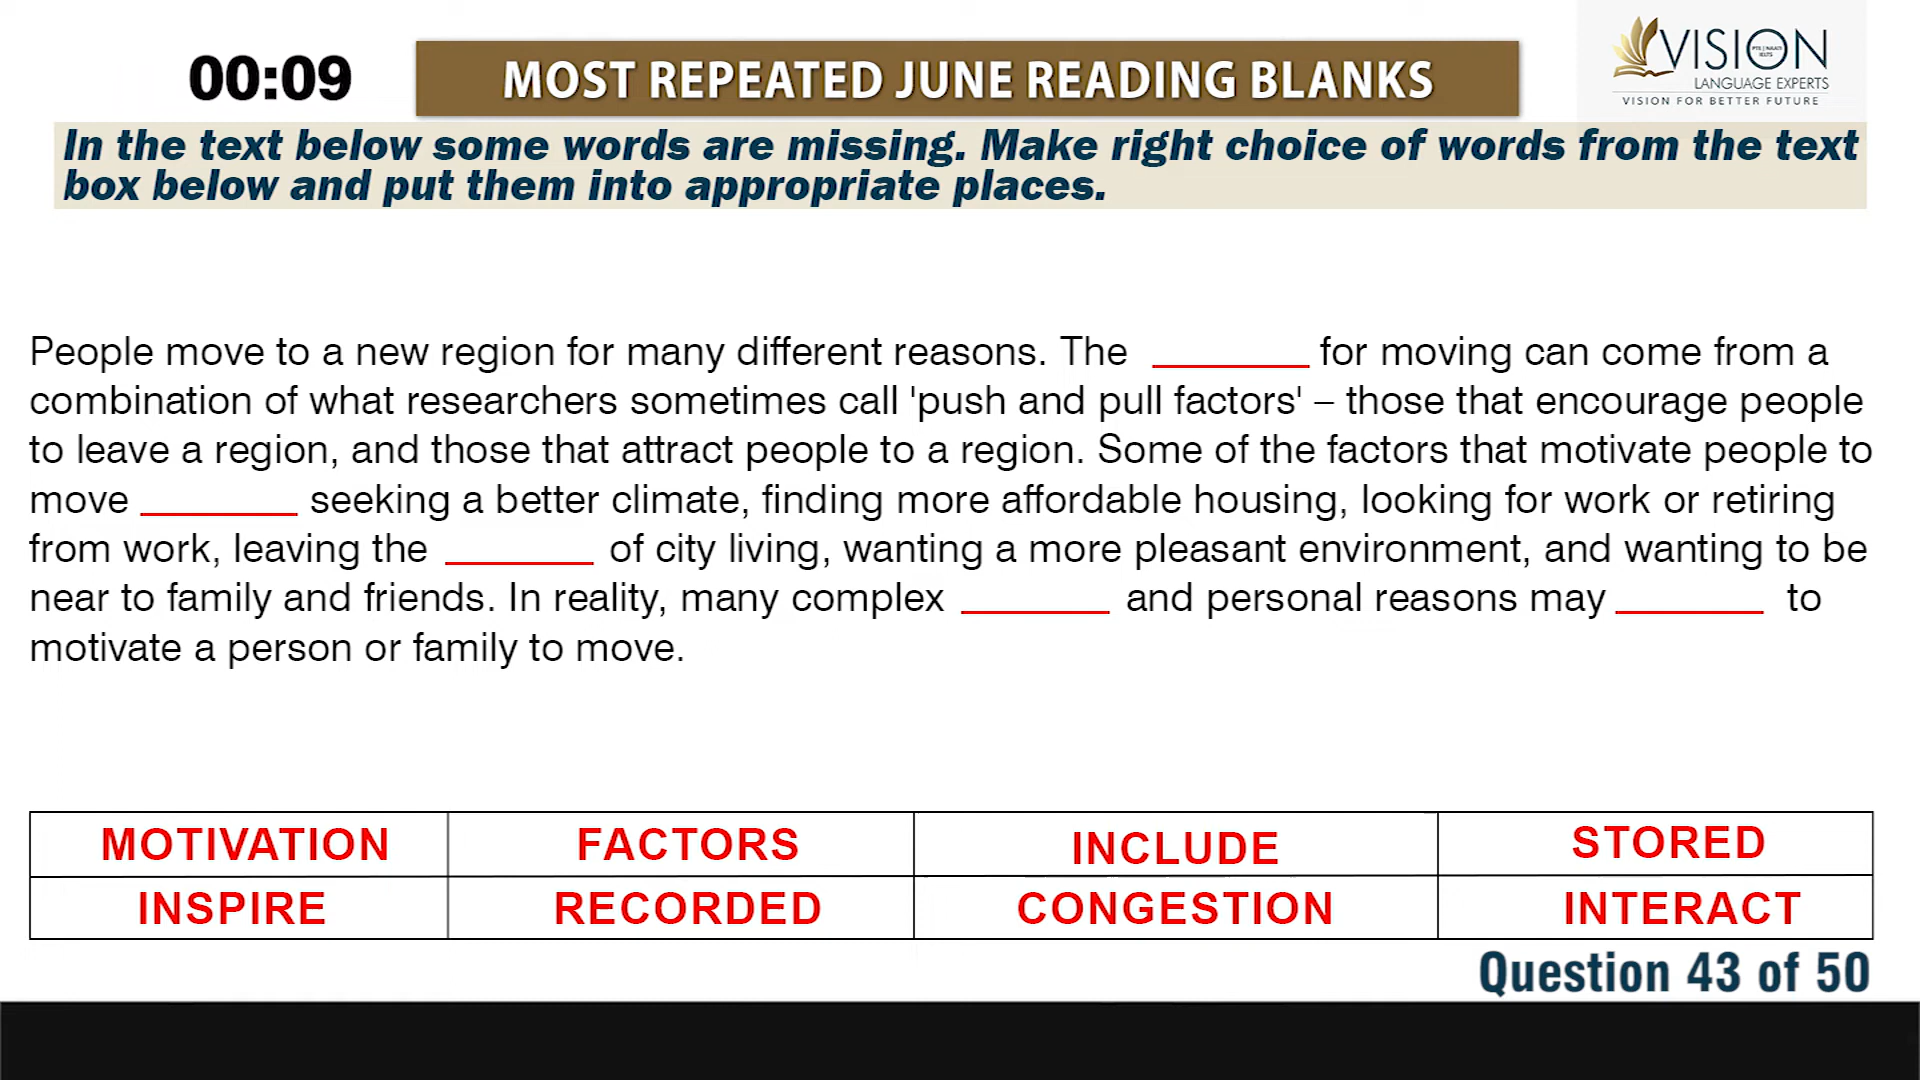 00:09
MOST REPEATED JUNE READING BLANKS
VISION
LANGUAGE EXPERTS
VISION FOR BETTER FUTURE
In the text below some words are missing. Make right choice of words from the text
box below and put them into appropriate places.
People move to a new region for many different reasons. The ________ for moving can come from a
combination of what researchers sometimes call 'push and pull factors' – those that encourage people
to leave a region, and those that attract people to a region. Some of the factors that motivate people to
move ________ seeking a better climate, finding more affordable housing, looking for work or retiring
from work, leaving the ________ of city living, wanting a more pleasant environment, and wanting to be
near to family and friends. In reality, many complex ________ and personal reasons may ________ to
motivate a person or family to move.
MOTIVATION FACTORS INCLUDE STORED
INSPIRE RECORDED CONGESTION INTERACT
Question 43 of 50